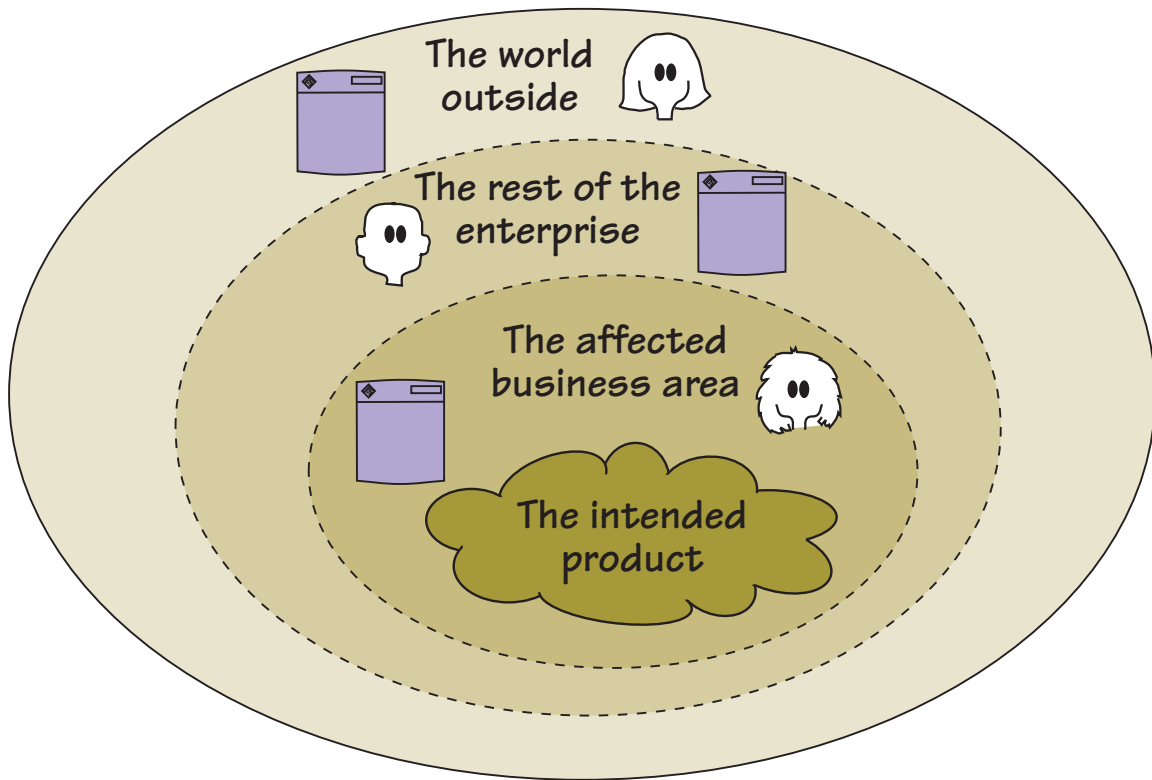 The world
outside
The rest of the
enterprise
The affected
business area
The intended
product